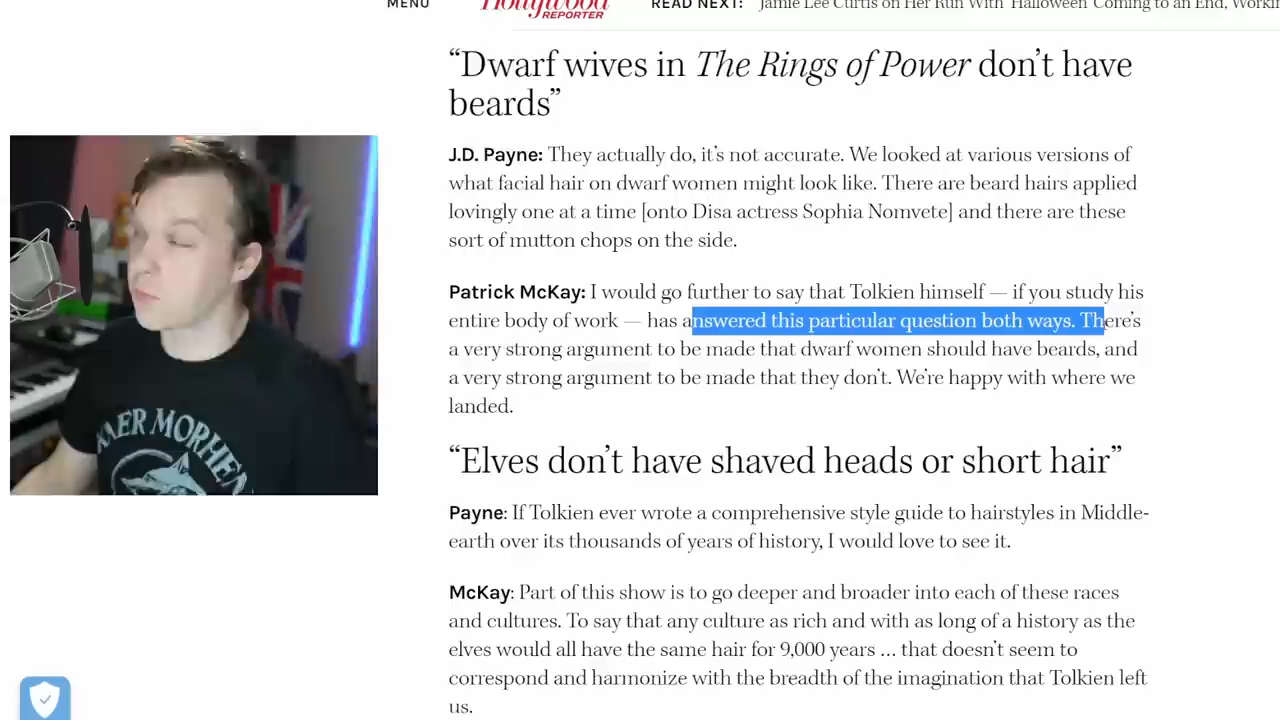 MENU
Hollywood
REPORTER
READ NEXT:
Jamie Lee Curtis on Her Run With 'Halloween' Coming to an End, Workin
“Dwarf wives in The Rings of Power don’t have
beards”
J.D. Payne: They actually do, it’s not accurate. We looked at various versions of
what facial hair on dwarf women might look like. There are beard hairs applied
lovingly one at a time [onto Disa actress Sophia Nomvete] and there are these
sort of mutton chops on the side.
Patrick McKay: I would go further to say that Tolkien himself — if you study his
entire body of work — has answered this particular question both ways. There’s
a very strong argument to be made that dwarf women should have beards, and
a very strong argument to be made that they don’t. We’re happy with where we
landed.
“Elves don’t have shaved heads or short hair”
Payne: If Tolkien ever wrote a comprehensive style guide to hairstyles in Middle-
earth over its thousands of years of history, I would love to see it.
McKay: Part of this show is to go deeper and broader into each of these races
and cultures. To say that any culture as rich and with as long of a history as the
elves would all have the same hair for 9,000 years … that doesn’t seem to
correspond and harmonize with the breadth of the imagination that Tolkien left
us.
KAER MORHEN